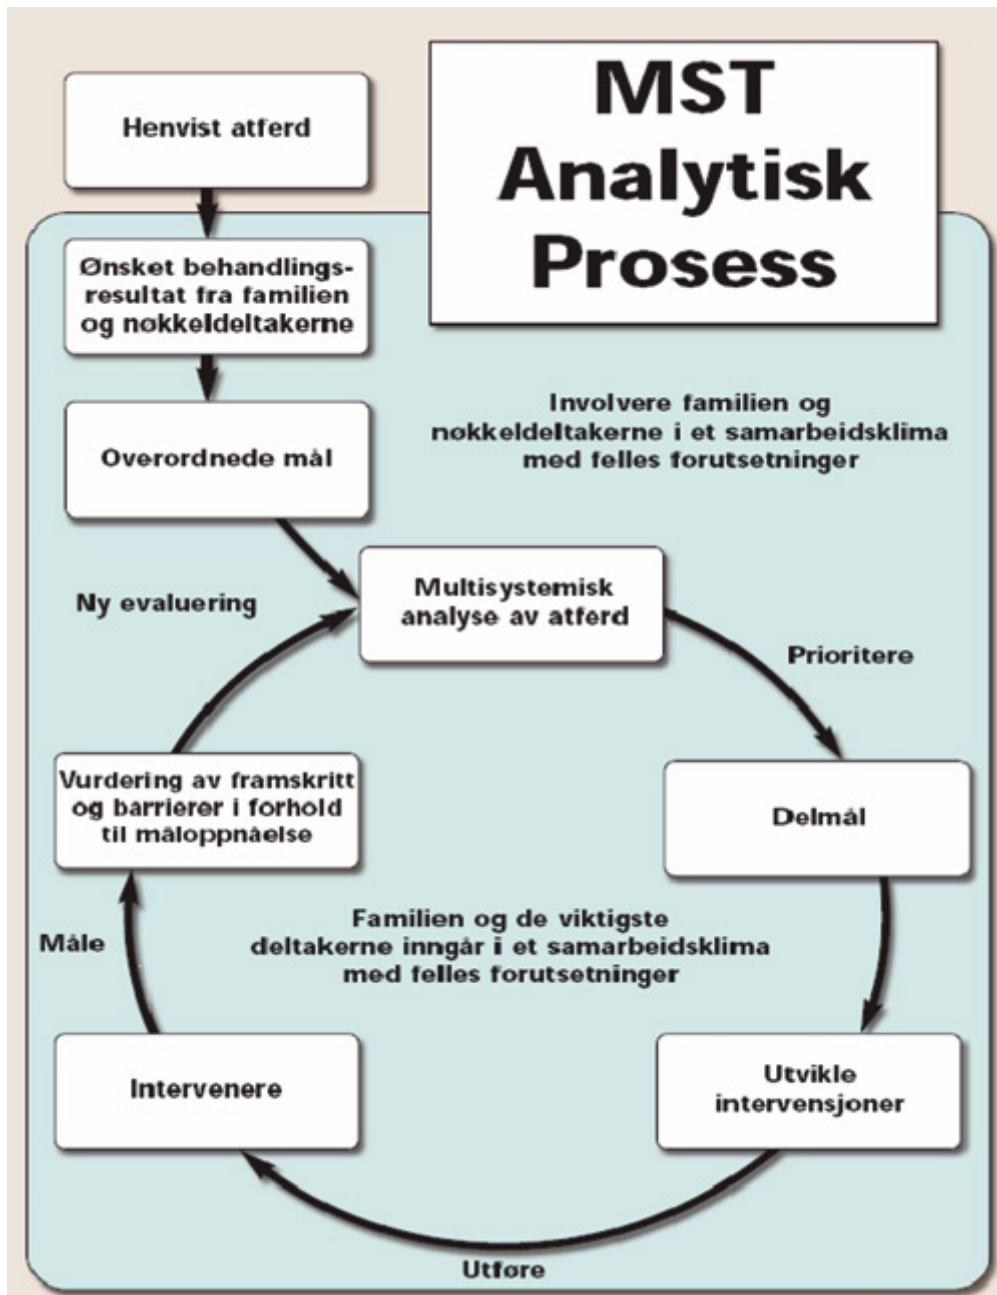 MST
Analytisk
Prosess
Henvist atferd
Ønsket behandlings-
resultat fra familien
og nøkkeldeltakerne
Overordnede mål
Involvere familien og
nøkkeldeltakerne i et samarbeidsklima
med felles forutsetninger
Ny evaluering
Multisystemisk
analyse av atferd
Prioritere
Vurdering av framskritt
og barrierer i forhold
til måloppnåelse
Delmål
Måle
Familien og de viktigste
deltakerne inngår i et samarbeidsklima
med felles forutsetninger
Intervenere
Utvikle
intervensjoner
Utføre